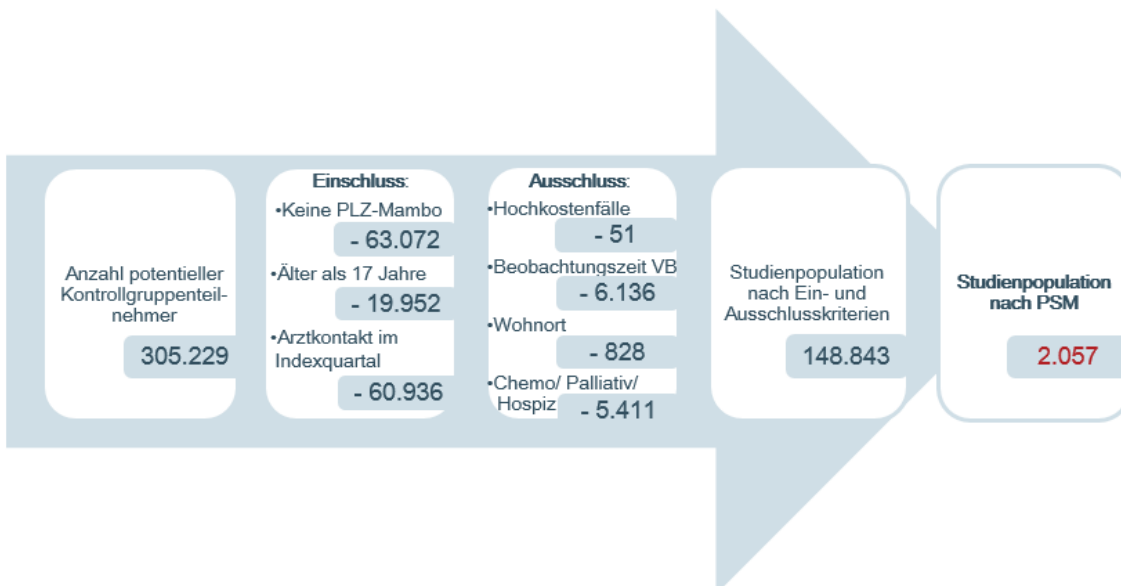 Anzahl potentieller
Kontrollgruppenteil-
nehmer
305.229
Einschluss:
•Keine PLZ-Mambo
- 63.072
•Älter als 17 Jahre
- 19.952
•Arztkontakt im
Indexquartal
- 60.936
Ausschluss:
•Hochkostenfälle
- 51
•Beobachtungszeit VB
- 6.136
•Wohnort
- 828
•Chemo/ Palliativ/
Hospiz
- 5.411
Studienpopulation
nach Ein- und
Ausschlusskriterien
148.843
Studienpopulation
nach PSM
2.057